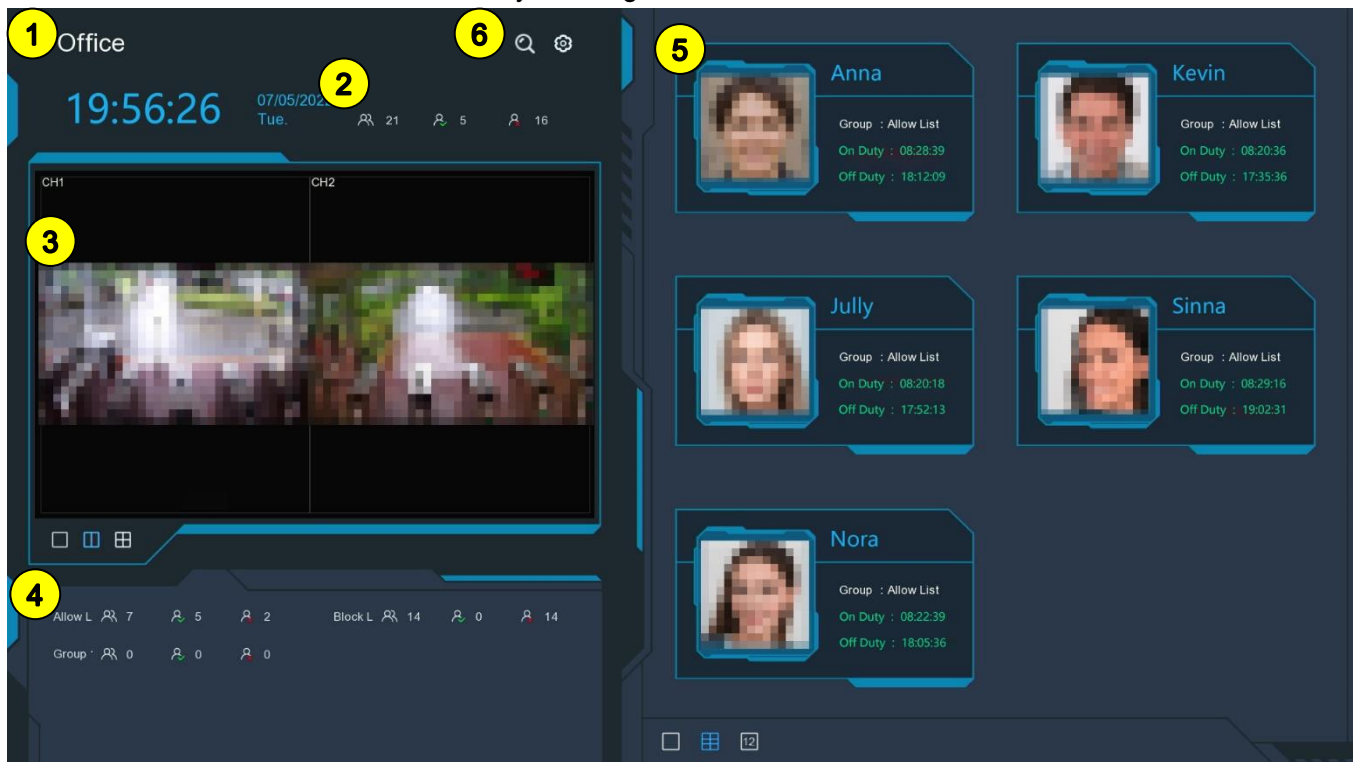 1 Office
6
19:56:26
07/05/202
Tue.
2
21 5 16
CH1 CH2
3
4
Allow L 7 5 2 Block L 14 0 14
Group 0 0 0
5
Anna
Group : Allow List
On Duty : 08:28:39
Off Duty : 18:12:09
Kevin
Group : Allow List
On Duty : 08:20:36
Off Duty : 17:35:36
Jully
Group : Allow List
On Duty : 08:20:18
Off Duty : 17:52:13
Sinna
Group : Allow List
On Duty : 08:29:16
Off Duty : 19:02:31
Nora
Group : Allow List
On Duty : 08:22:39
Off Duty : 18:05:36
12